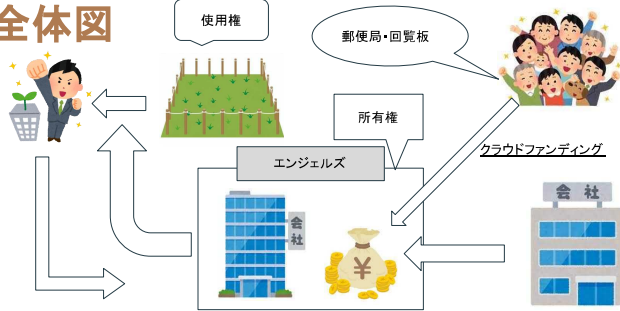 全体図
使用権
郵便局・回覧板
所有権
クラウドファンディング
エンジェルズ
会社
会社
¥